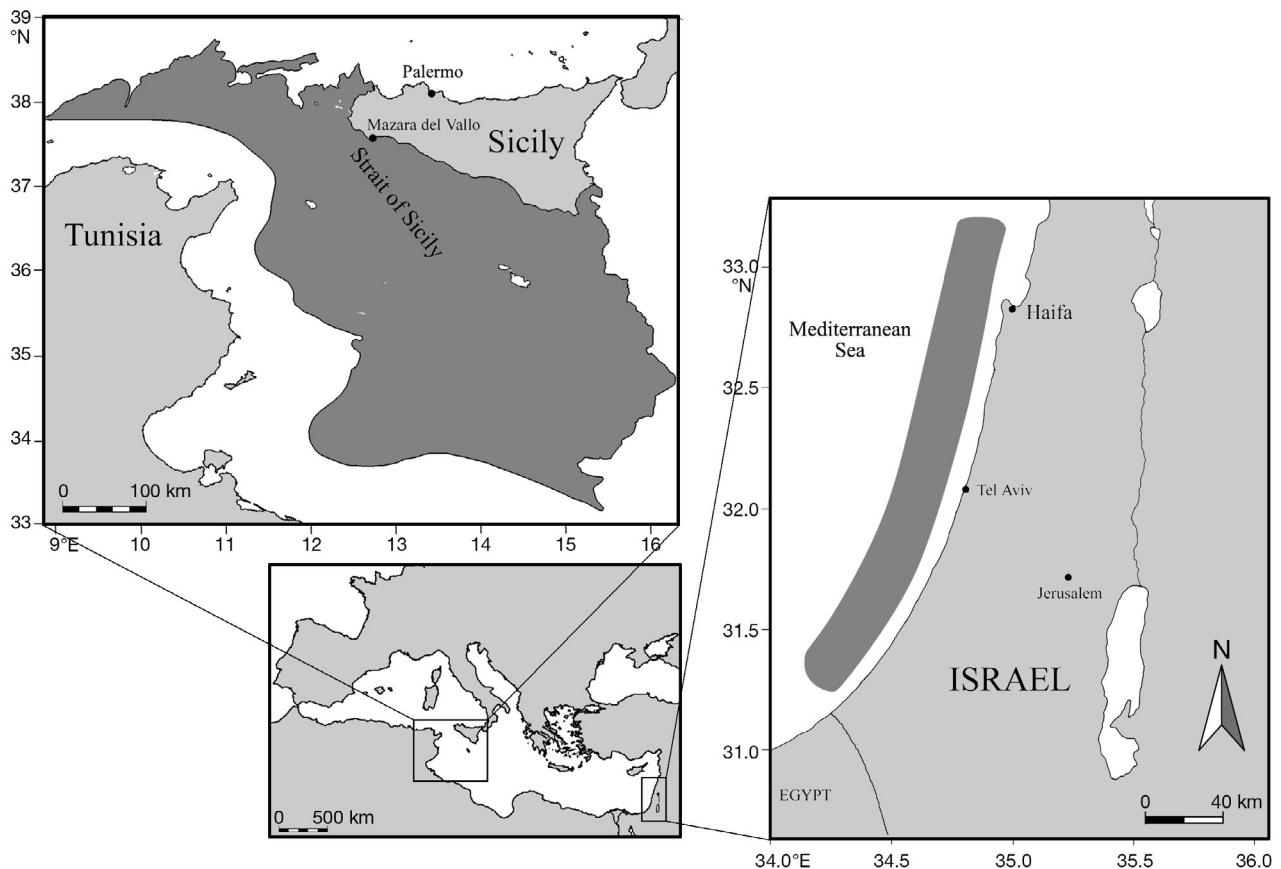 39
°N
38
37
36
35
34
33
Palermo
Mazara del Vallo
Sicily
Strait of Sicily
Tunisia
0 100 km
9°E 10 11 12 13 14 15 16
0 500 km
33.0
°N
32.5
32.0
31.5
31.0
Mediterranean
Sea
Haifa
Tel Aviv
Jerusalem
ISRAEL
N
EGYPT
0 40 km
34.0°E 34.5 35.0 35.5 36.0